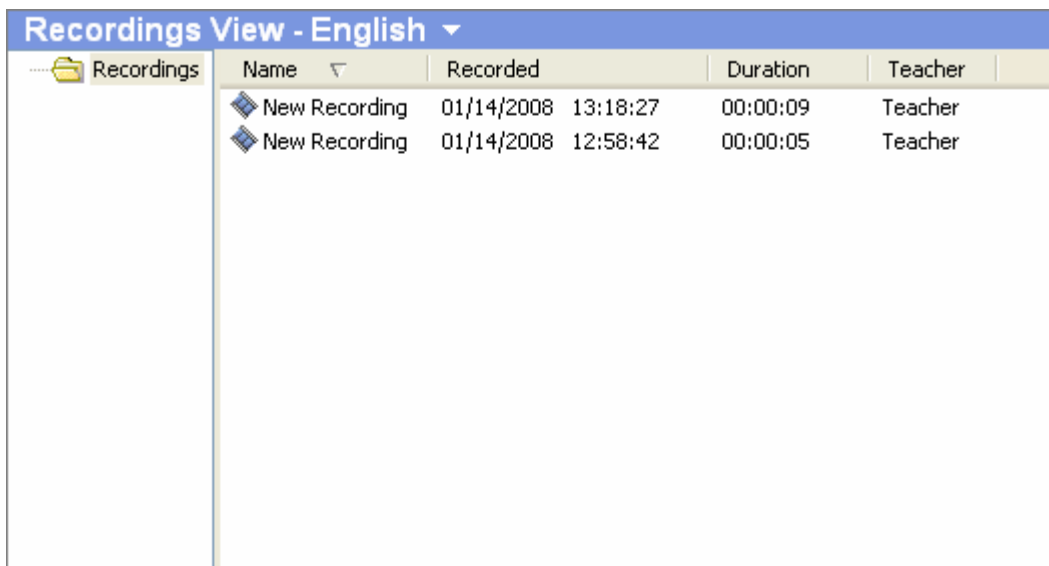 Recordings View - English
Recordings Name Recorded Duration Teacher
New Recording 01/14/2008 13:18:27 00:00:09 Teacher
New Recording 01/14/2008 12:58:42 00:00:05 Teacher